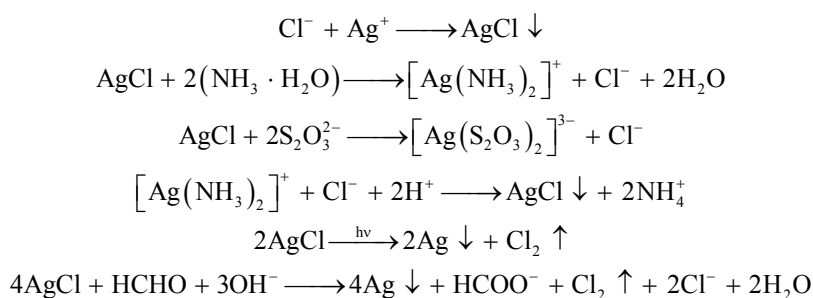 Cl⁻ + Ag⁺ ⟶ AgCl ↓
AgCl + 2(NH₃ · H₂O) ⟶ [Ag(NH₃)₂]⁺ + Cl⁻ + 2H₂O
AgCl + 2S₂O₃²⁻ ⟶ [Ag(S₂O₃)₂]³⁻ + Cl⁻
[Ag(NH₃)₂]⁺ + Cl⁻ + 2H⁺ ⟶ AgCl ↓ + 2NH₄⁺
2AgCl —hν→ 2Ag ↓ + Cl₂ ↑
4AgCl + HCHO + 3OH⁻ ⟶ 4Ag ↓ + HCOO⁻ + Cl₂ ↑ + 2Cl⁻ + 2H₂O